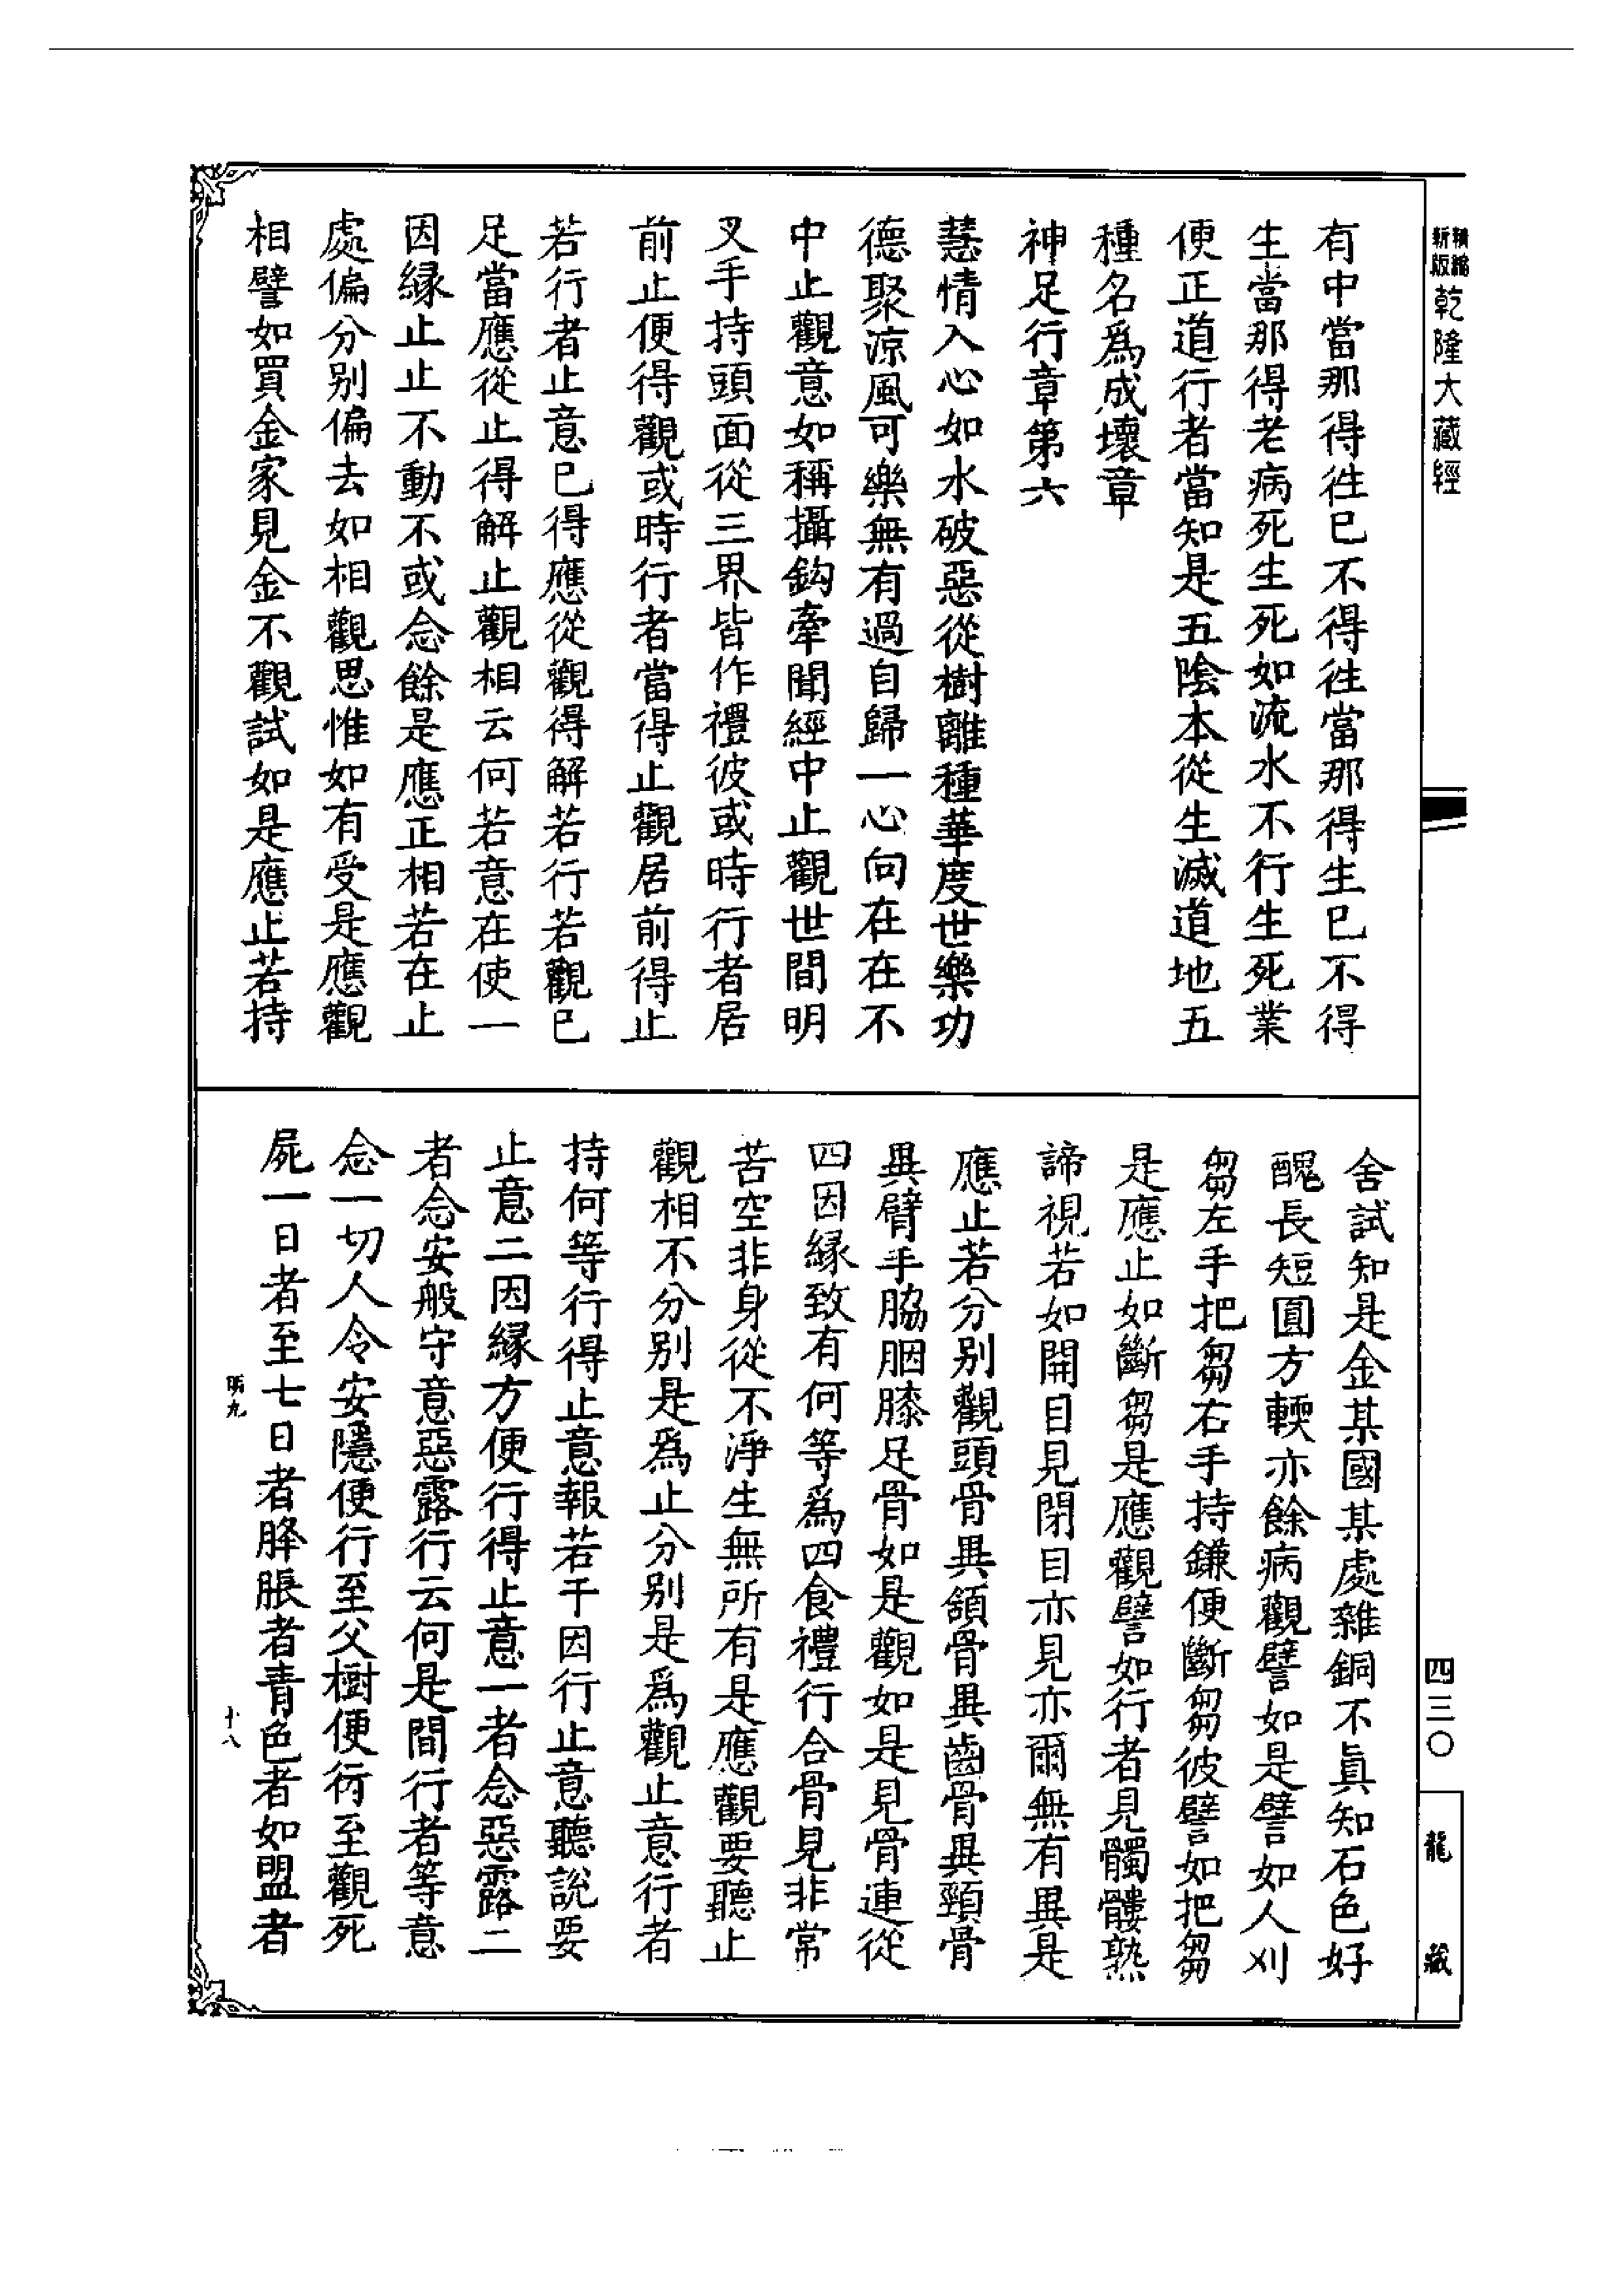 精縮
新版
乾隆大藏經
有中當那得徃已不得徃當那得生已不得
生當那得老病死生死如流水不行生死業
便正道行者當知是五陰本從生滅道地五
種名爲成壞章
神足行章第六
慧情入心如水破惡從樹離種華度世樂功
德聚涼風可樂無有過自歸一心向在在不
中止觀意如稱攝鈎牽聞經中止觀世間明
叉手持頭面從三界皆作禮彼或時行者居
前止便得觀或時行者當得止觀居前得止
若行者止意已得應從觀得解若行若觀已
足當應從止得解止觀相云何若意在使一
因緣止止不動不或念餘是應正相若在止
處偏分別偏去如相觀思惟如有受是應觀
相譬如買金家見金不觀試如是應止若持
舍試知是金某國某處雜銅不眞知石色好
醜長短圓方輭亦餘病觀譬如是譬如人刈
芻左手把芻右手持鎌便斷芻彼譬如把芻
是應止如斷芻是應觀譬如行者見髑髏熟
諦視若如開目見閉目亦見亦爾無有異是
應止若分別觀頭骨異頷骨異齒骨異頸骨
異臂手脇胭膝足骨如是觀如是見骨連從
四因緣致有何等爲四食禮行合骨見非常
苦空非身從不淨生無所有是應觀要聽止
觀相不分別是爲止分別是爲觀止意行者
持何等行得止意報若干因行止意聽說要
止意二因緣方便行得止意一者念惡露二
者念安般守意惡露行云何是間行者等意
念一切人令安隱便行至父樹便行至觀死
屍一日者至七日者胮脹者青色者如盟者
明九
十八
四三〇
龍
藏